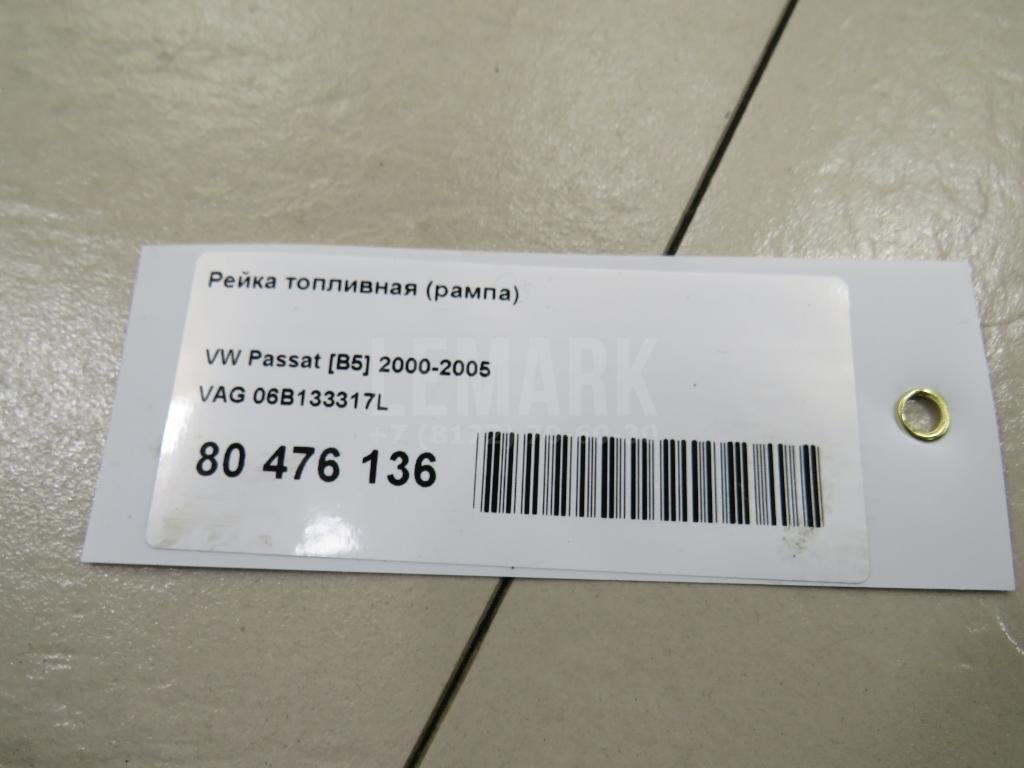 Рейка топливная (рампа)
VW Passat [B5] 2000-2005
VAG 06B133317L
LEMARK
80 476 136